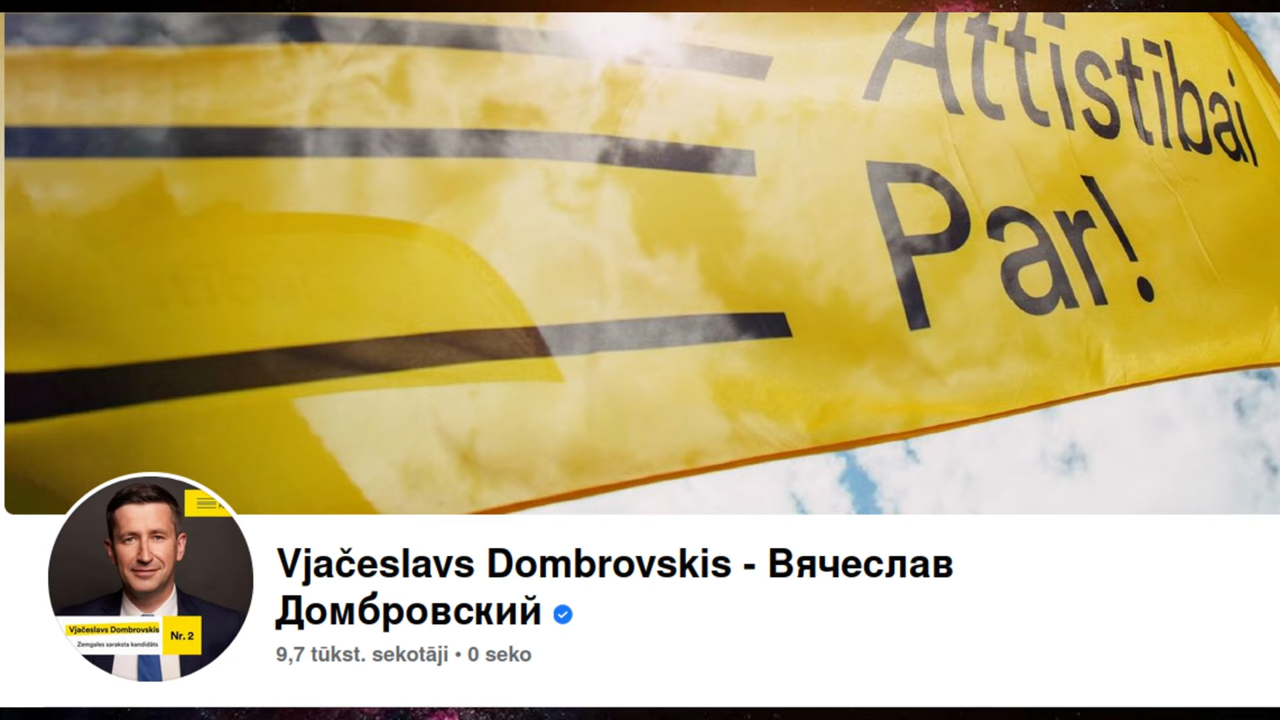 Attīstībai
Par!
Vjačeslavs Dombrovskis - Вячеслав
Домбровский
9,7 tūkst. sekotāji • 0 seko
Vjačeslavs Dombrovskis
Zemgales saraksta kandidāts
Nr. 2